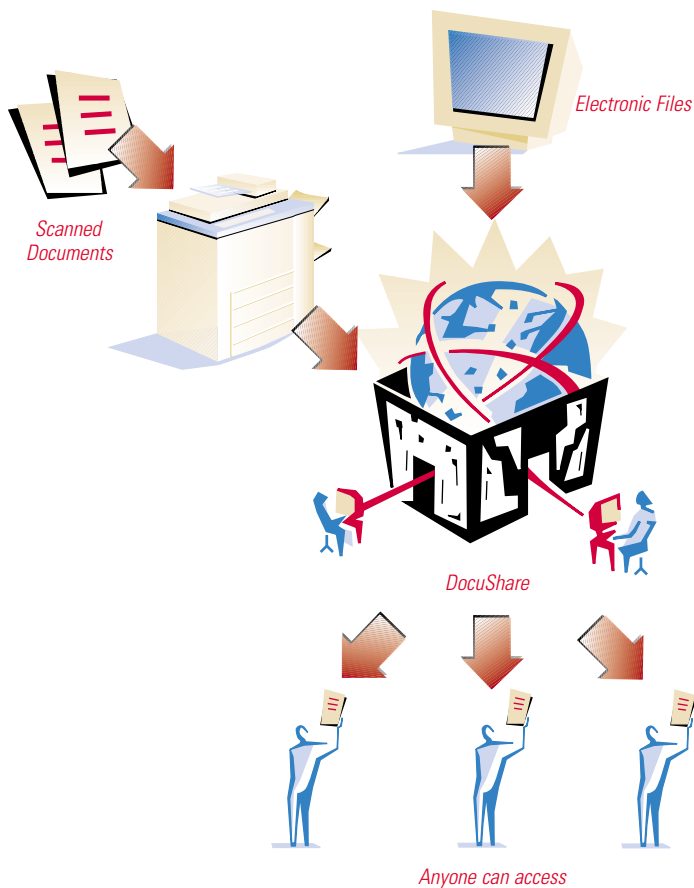 Electronic Files
Scanned
Documents
DocuShare
Anyone can access